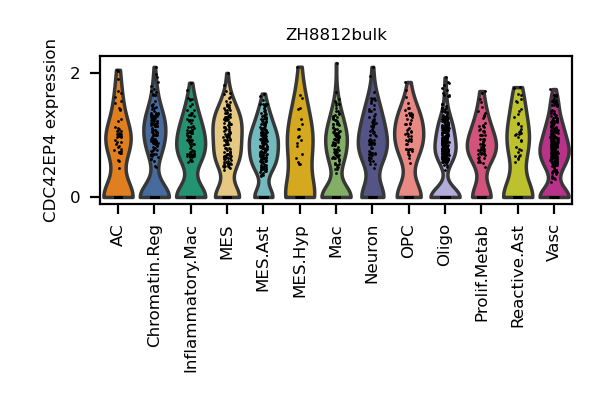 ZH8812bulk
CDC42EP4 expression
2
0
AC
Chromatin.Reg
Inflammatory.Mac
MES
MES.Ast
MES.Hyp
Mac
Neuron
OPC
Oligo
Prolif.Metab
Reactive.Ast
Vasc